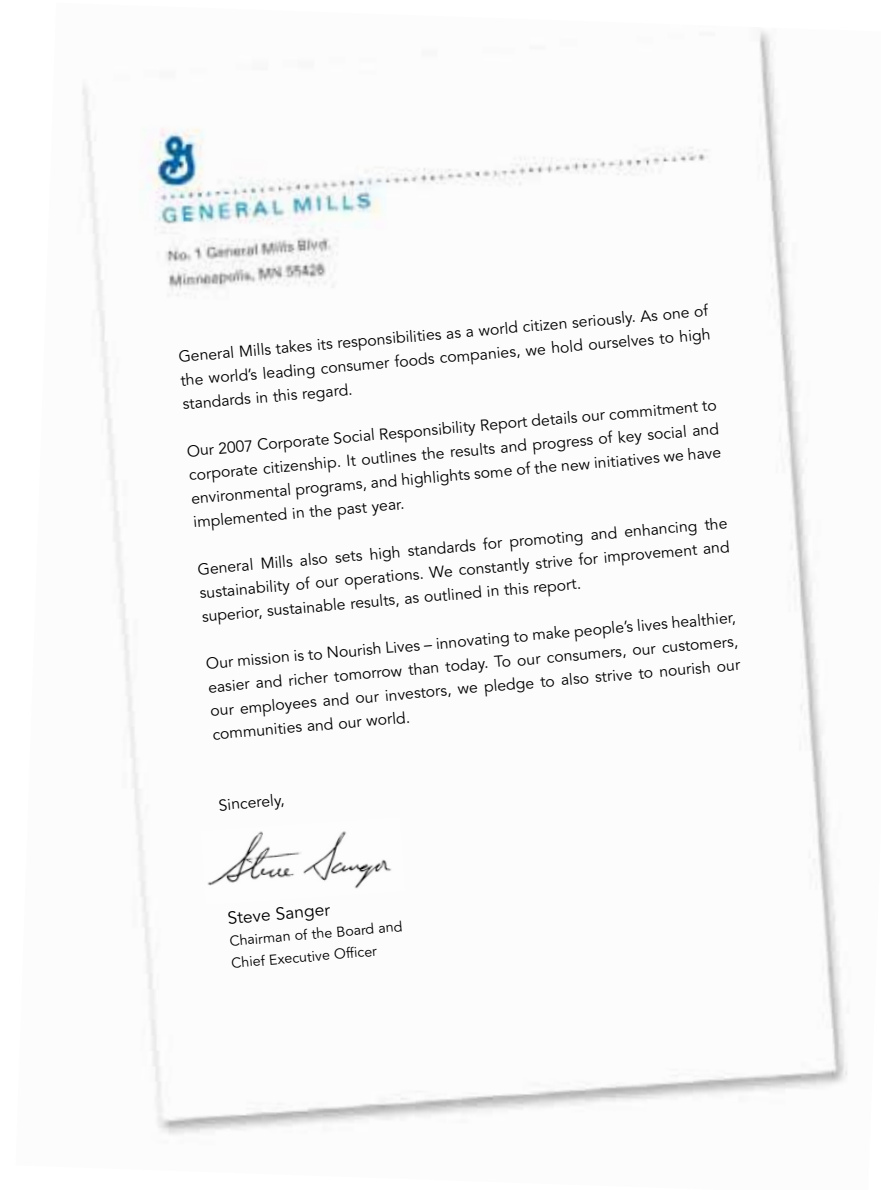 GENERAL MILLS
No. 1 General Mills Blvd.
Minneapolis, MN 55426
General Mills takes its responsibilities as a world citizen seriously. As one of
the world's leading consumer foods companies, we hold ourselves to high
standards in this regard.
Our 2007 Corporate Social Responsibility Report details our commitment to
corporate citizenship. It outlines the results and progress of key social and
environmental programs, and highlights some of the new initiatives we have
implemented in the past year.
General Mills also sets high standards for promoting and enhancing the
sustainability of our operations. We constantly strive for improvement and
superior, sustainable results, as outlined in this report.
Our mission is to Nourish Lives – innovating to make people's lives healthier,
easier and richer tomorrow than today. To our consumers, our customers,
our employees and our investors, we pledge to also strive to nourish our
communities and our world.
Sincerely,
Steve Sanger
Steve Sanger
Chairman of the Board and
Chief Executive Officer